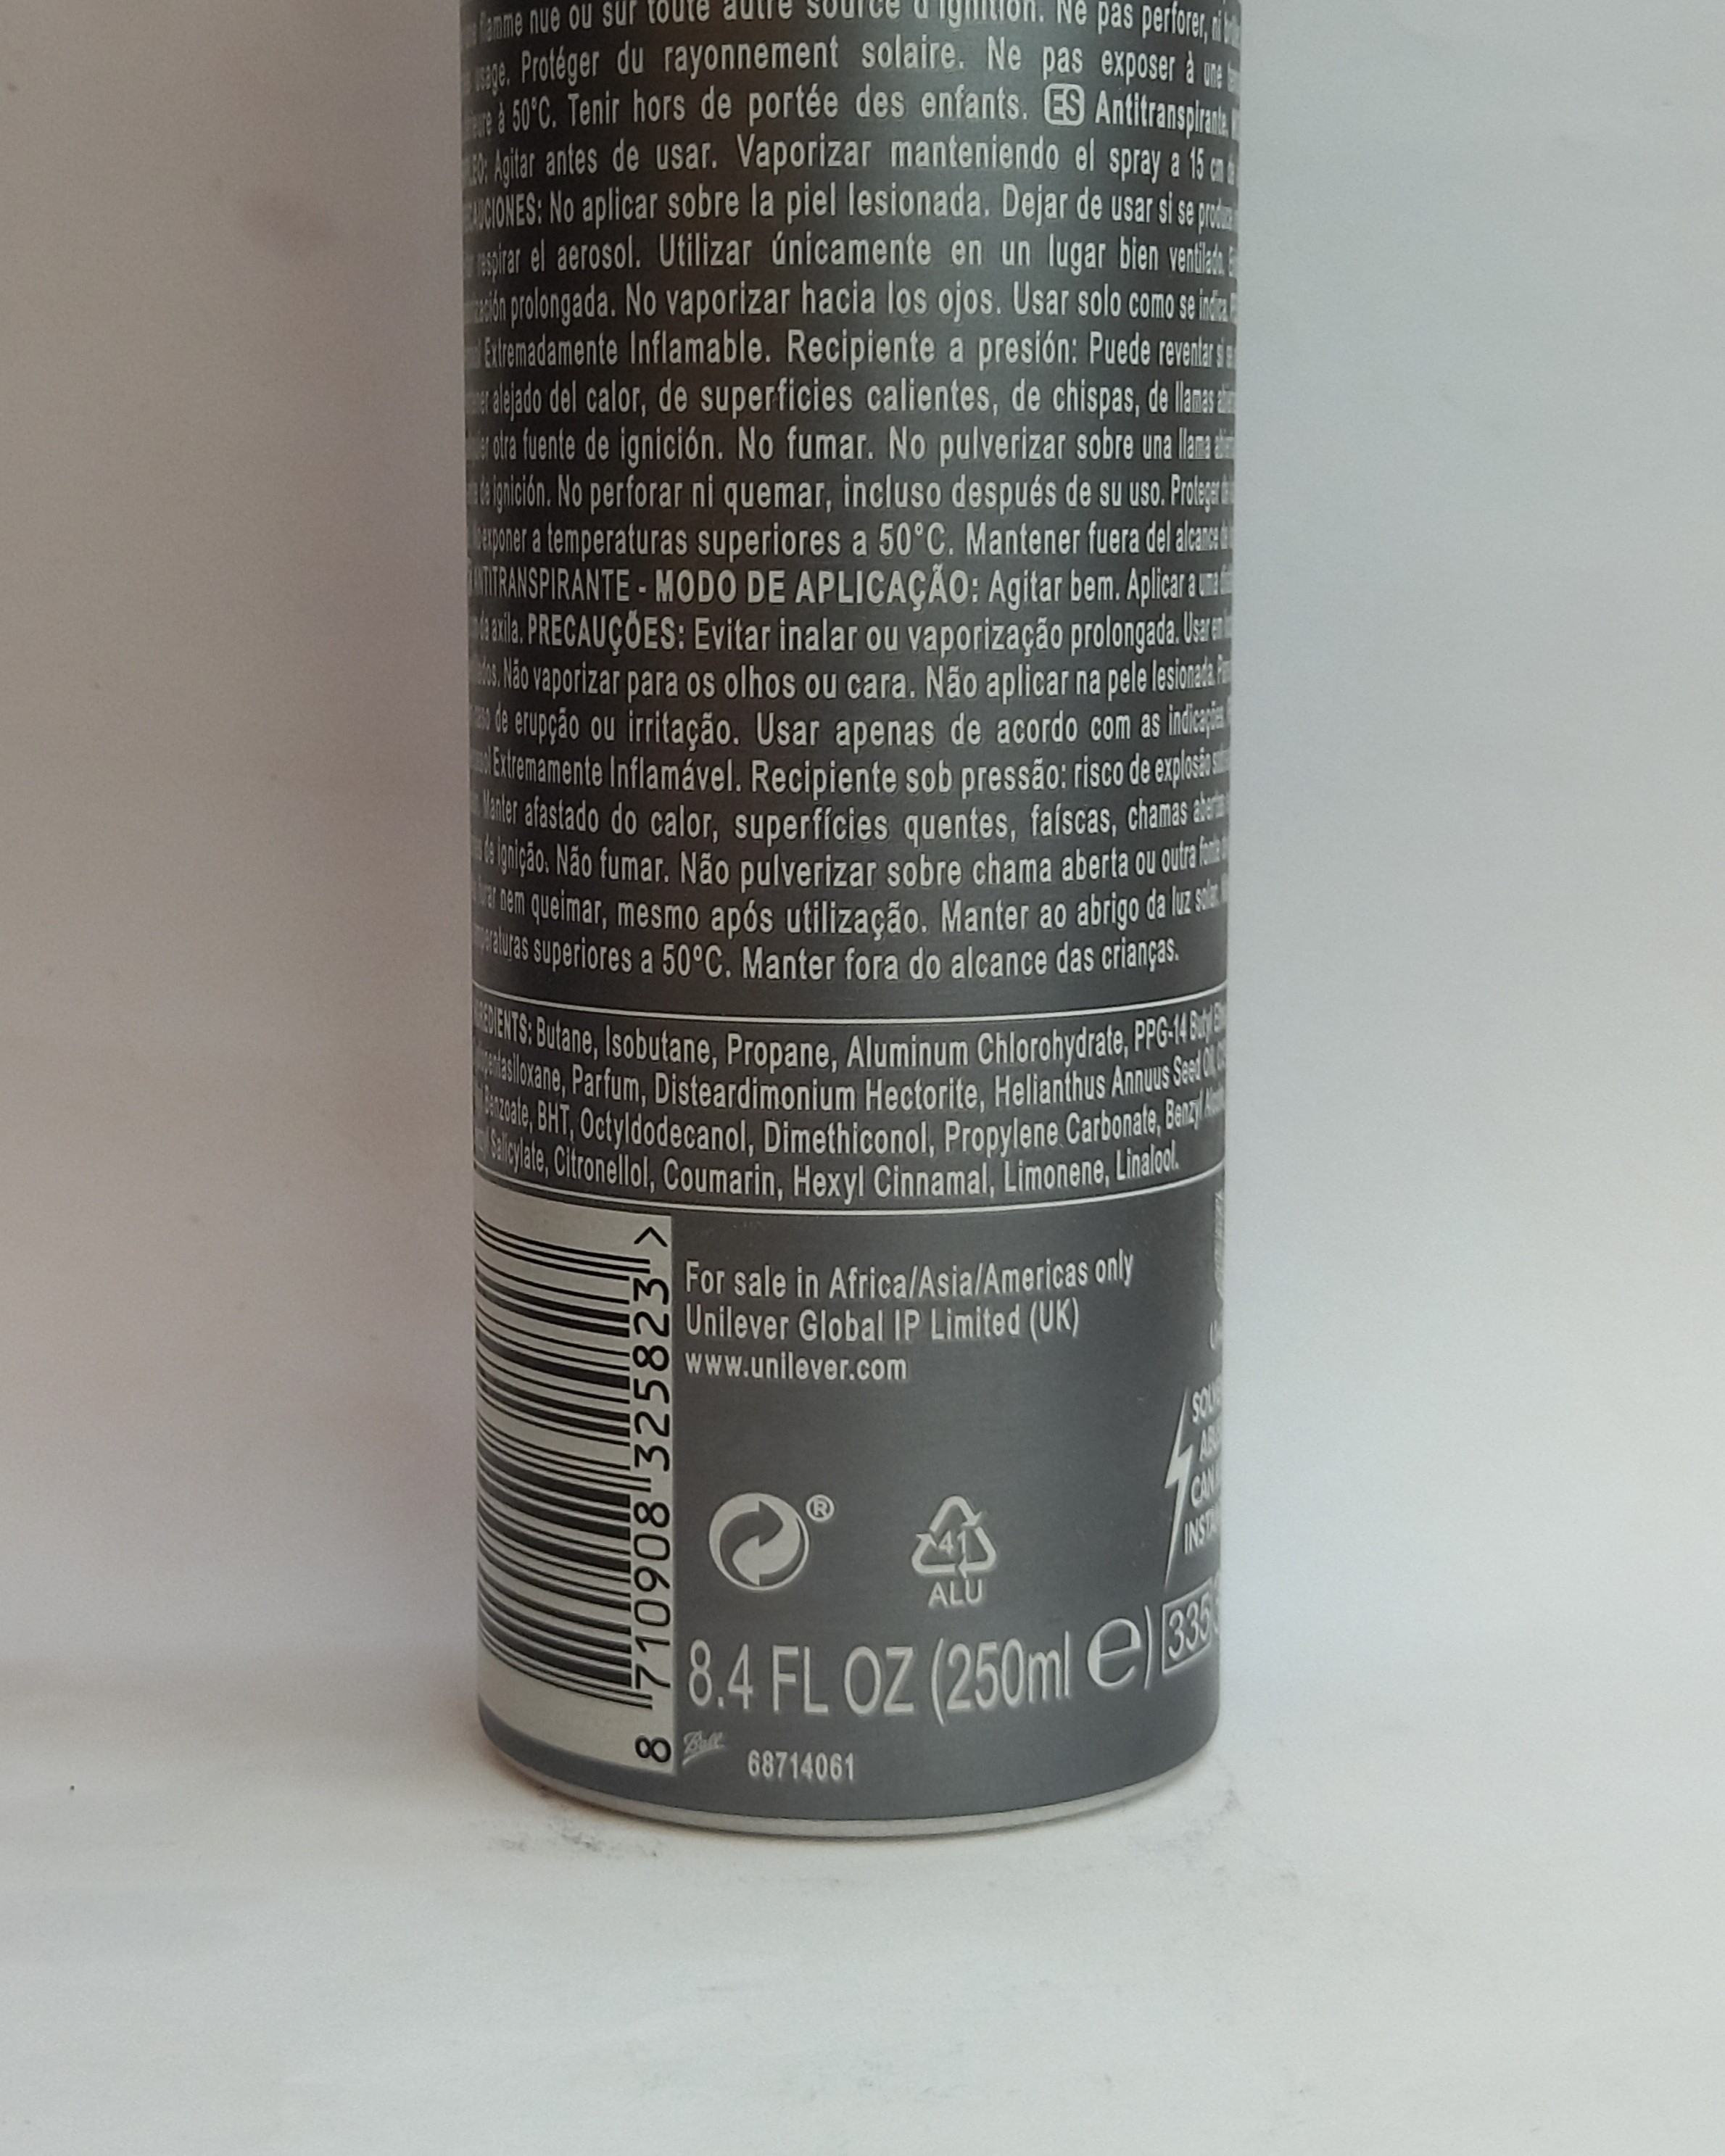 flamme nue ou sur toute autre source d'ignition. Ne pas perforer, ni
usage. Protéger du rayonnement solaire. Ne pas exposer à une
à 50°C. Tenir hors de portée des enfants. ES Antitranspirante.
Agitar antes de usar. Vaporizar manteniendo el spray a 15 cm
No aplicar sobre la piel lesionada. Dejar de usar si se
respirar el aerosol. Utilizar únicamente en un lugar bien ventilado.
prolongada. No vaporizar hacia los ojos. Usar solo como se indica.
Extremadamente Inflamable. Recipiente a presión: Puede reventar si
alejado del calor, de superficies calientes, de chispas, de llamas
otra fuente de ignición. No fumar. No pulverizar sobre una llama
de ignición. No perforar ni quemar, incluso después de su uso. Proteger
exponer a temperaturas superiores a 50°C. Mantener fuera del alcance
ANTITRANSPIRANTE - MODO DE APLICAÇÃO: Agitar bem. Aplicar a uma
da axila. PRECAUÇÕES: Evitar inalar ou vaporização prolongada. Usar em
Não vaporizar para os olhos ou cara. Não aplicar na pele lesionada.
de erupção ou irritação. Usar apenas de acordo com as indicações.
Extremamente Inflamável. Recipiente sob pressão: risco de explosão
Manter afastado do calor, superfícies quentes, faíscas, chamas
de ignição. Não fumar. Não pulverizar sobre chama aberta ou outra fonte
nem queimar, mesmo após utilização. Manter ao abrigo da luz solar.
superiores a 50°C. Manter fora do alcance das crianças.
Butane, Isobutane, Propane, Aluminum Chlorohydrate, PPG-14 Butyl
Parfum, Disteardimonium Hectorite, Helianthus Annuus Seed Oil,
Benzoate, BHT, Octyldodecanol, Dimethiconol, Propylene Carbonate, Benzyl
Salicylate, Citronellol, Coumarin, Hexyl Cinnamal, Limonene, Linalool.
8 710908 325823 >
For sale in Africa/Asia/Americas only
Unilever Global IP Limited (UK)
www.unilever.com
®
41
ALU
8.4 FL OZ (250ml e) 335
Ball 68714061